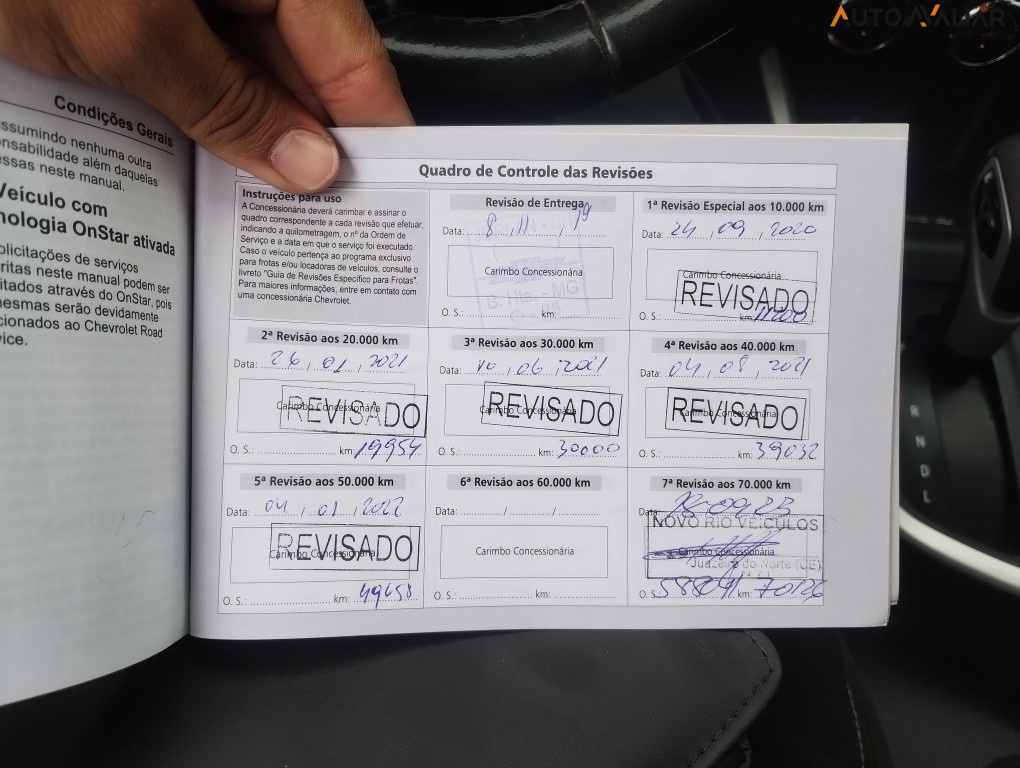 AUTOAVALIAR
Condições Gerais
ssumindo nenhuma outra
onsabilidade além daquelas
essas neste manual.
Veículo com
nologia OnStar ativada
olicitações de serviços
ritas neste manual podem ser
itados através do OnStar, pois
mesmas serão devidamente
cionados ao Chevrolet Road
vice.
Quadro de Controle das Revisões
Instruções para uso
A Concessionária deverá carimbar e assinar o
quadro correspondente a cada revisão que efetuar,
indicando a quilometragem, o nº da Ordem de
Serviço e a data em que o serviço foi executado.
Caso o veículo pertença ao programa exclusivo
para frotas e/ou locadoras de veículos, consulte o
livreto "Guia de Revisões Específico para Frotas".
Para maiores informações, entre em contato com
uma concessionária Chevrolet.
Revisão de Entrega
Data: 8, 11, 19
Carimbo Concessionária
B. Hte. - MG
O. S.: km:
1ª Revisão Especial aos 10.000 km
Data: 24, 09, 2020
Carimbo Concessionária
REVISADO
O. S.: km: 11200
2ª Revisão aos 20.000 km
Data: 26, 01, 2021
Carimbo Concessionária
REVISADO
O. S.: km: 19954
3ª Revisão aos 30.000 km
Data: 10, 06, 2021
Carimbo Concessionária
REVISADO
O. S.: km: 30000
4ª Revisão aos 40.000 km
Data: 04, 08, 2021
Carimbo Concessionária
REVISADO
O. S.: km: 39032
5ª Revisão aos 50.000 km
Data: 04, 01, 2022
Carimbo Concessionária
REVISADO
O. S.: km: 49658
6ª Revisão aos 60.000 km
Data: / /
Carimbo Concessionária
O. S.: km:
7ª Revisão aos 70.000 km
Data:
NOVO RIO VEICULOS
Carimbo Concessionária
Juazeiro do Norte (CE)
O. S. 58891 km: 70126
R
N
D
L